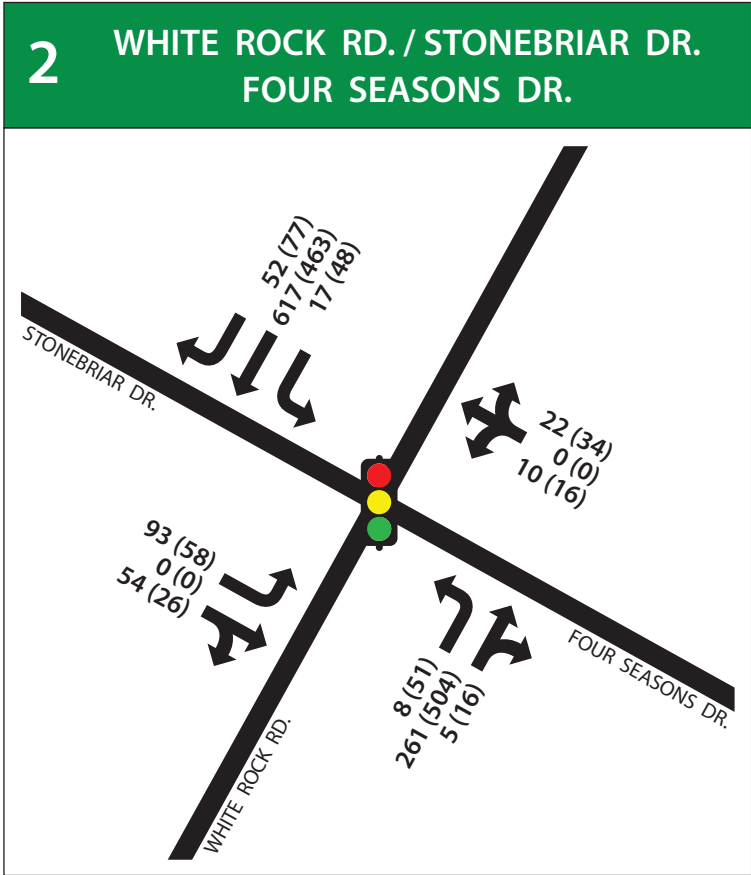 2
WHITE ROCK RD. / STONEBRIAR DR.
FOUR SEASONS DR.
52 (77)
617 (463)
17 (48)
STONEBRIAR DR.
22 (34)
0 (0)
10 (16)
93 (58)
0 (0)
54 (26)
8 (51)
261 (504)
5 (16)
FOUR SEASONS DR.
WHITE ROCK RD.